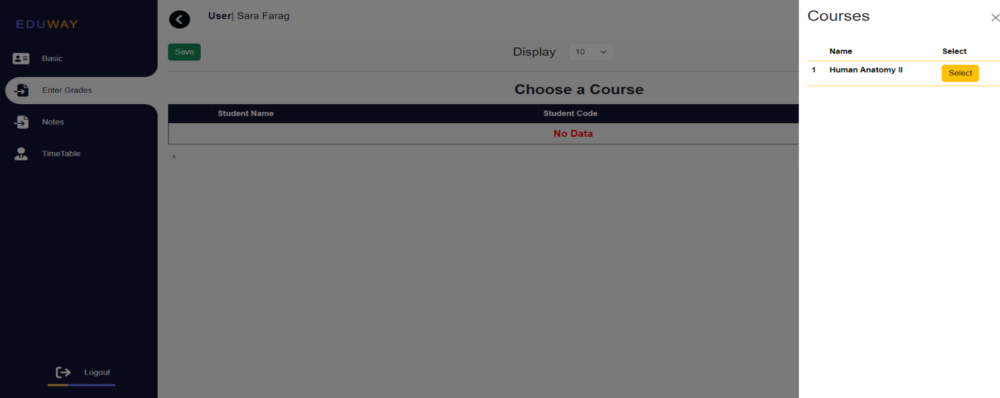 EDUWAY
Basic
Enter Grades
Notes
TimeTable
Logout
User| Sara Farag
Save
Display 10
Choose a Course
Student Name Student Code
No Data
Courses
Name Select
1 Human Anatomy II Select